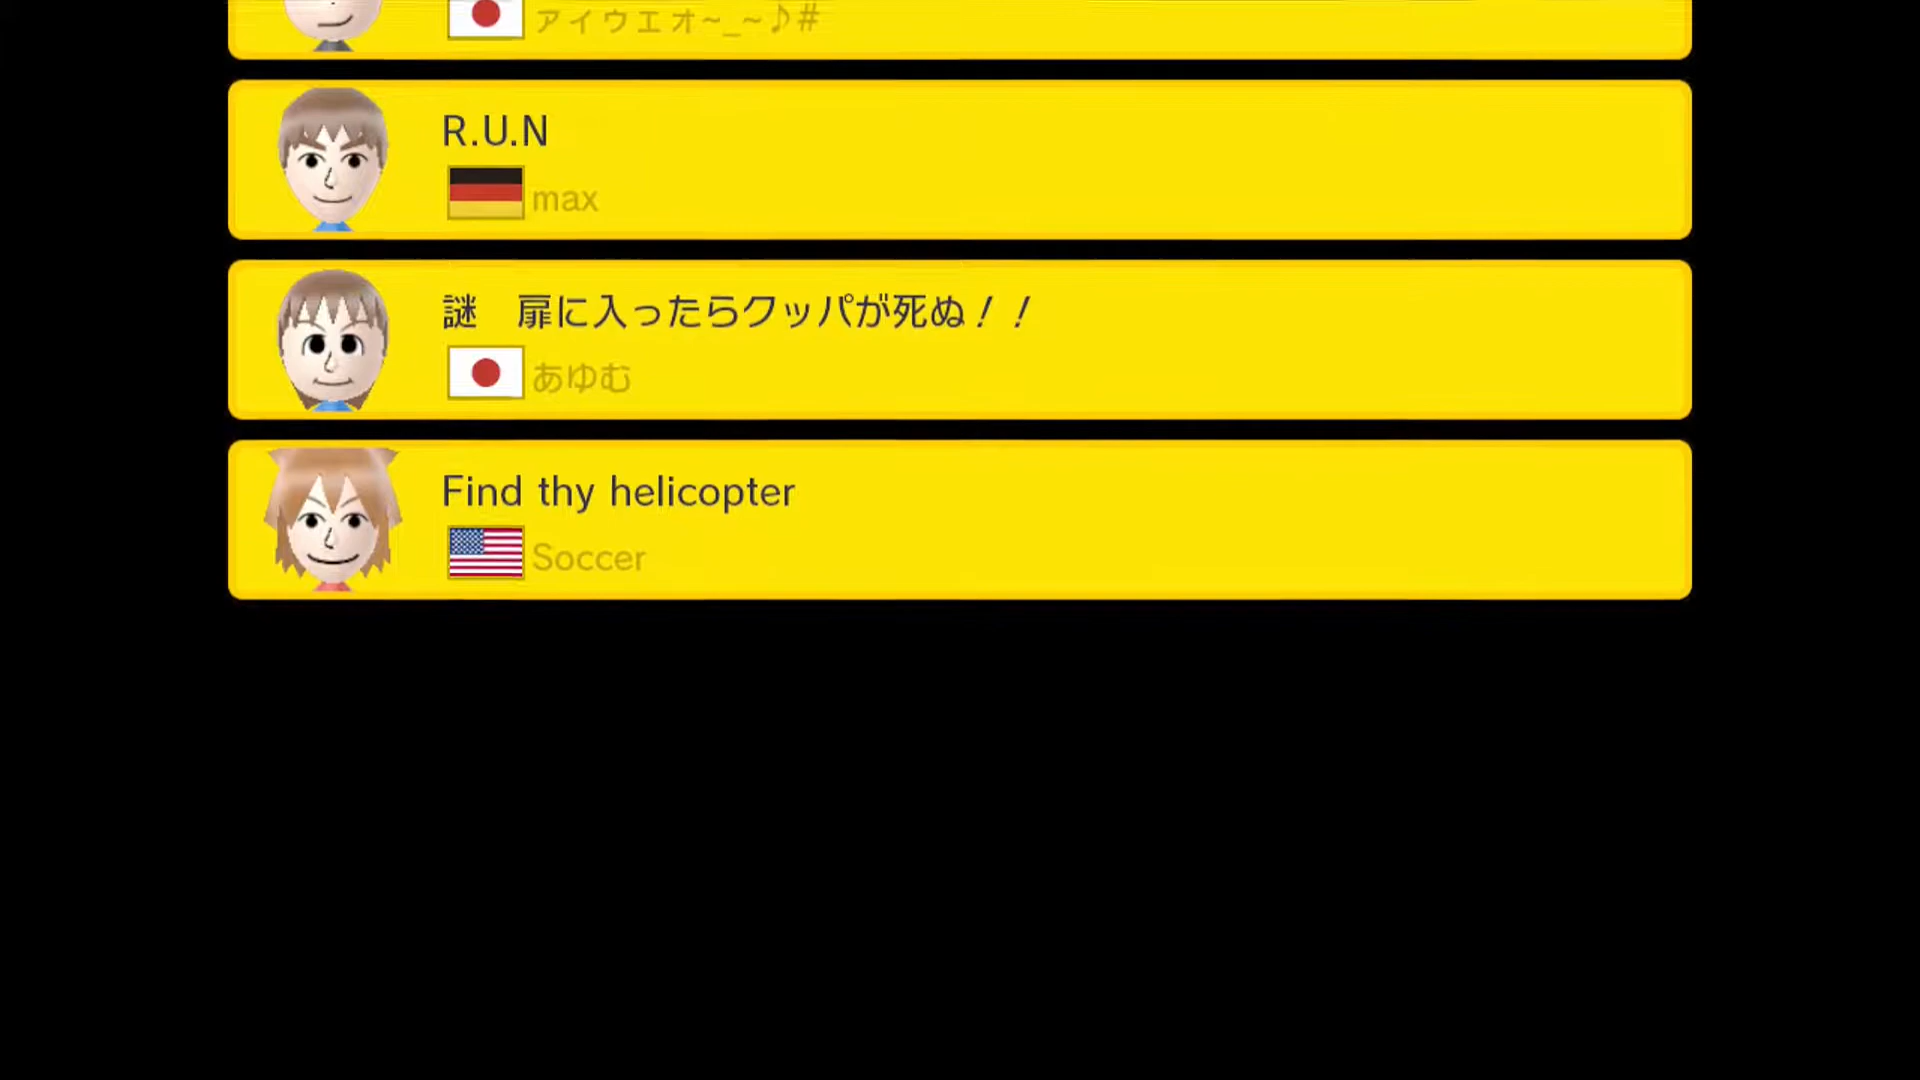 アイウエオ~_~♪#
R.U.N
max
謎　扉に入ったらクッパが死ぬ！！
あゆむ
Find thy helicopter
Soccer